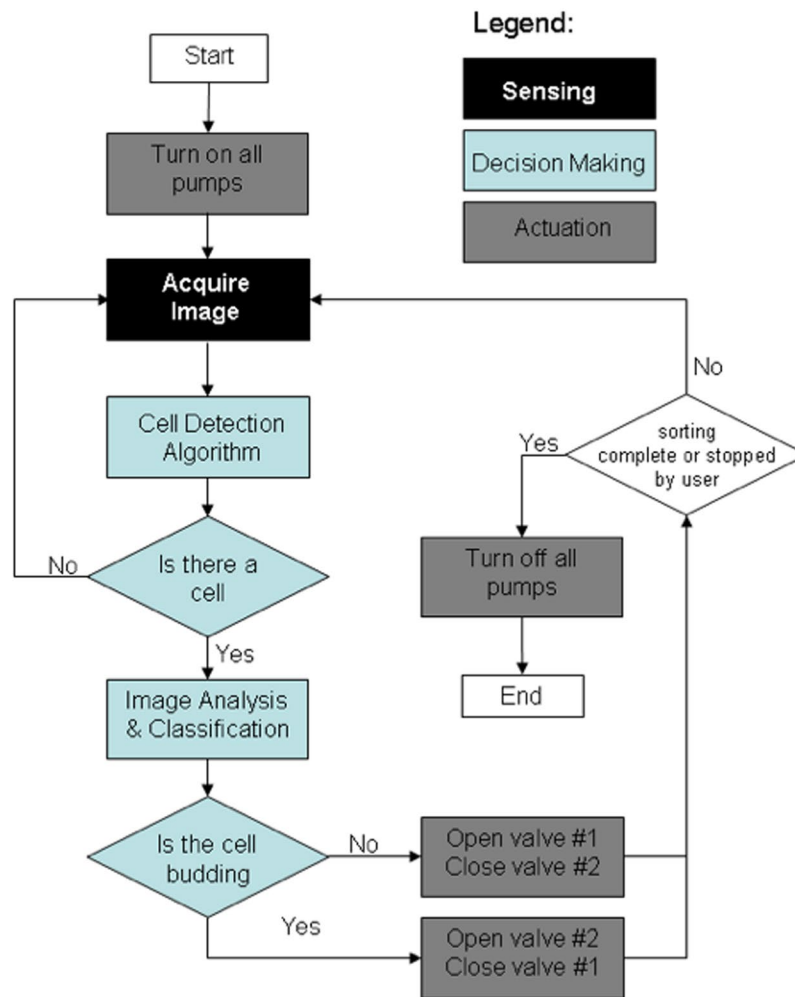 Legend:
Start
Sensing
Turn on all
pumps
Decision Making
Actuation
Acquire
Image
No
Cell Detection
Algorithm
Yes
sorting
complete or stopped
by user
No
Is there a
cell
Turn off all
pumps
Yes
Image Analysis
& Classification
End
Is the cell
budding
No
Open valve #1
Close valve #2
Yes
Open valve #2
Close valve #1